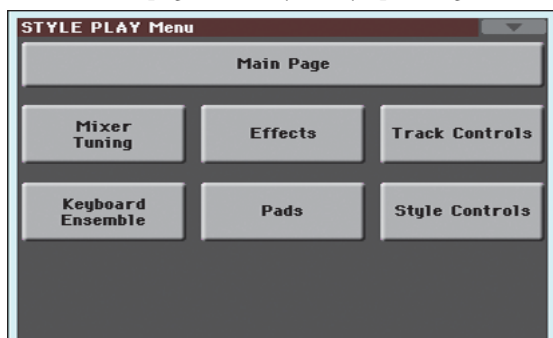 STYLE PLAY Menu
Main Page
Mixer
Tuning
Effects
Track Controls
Keyboard
Ensemble
Pads
Style Controls